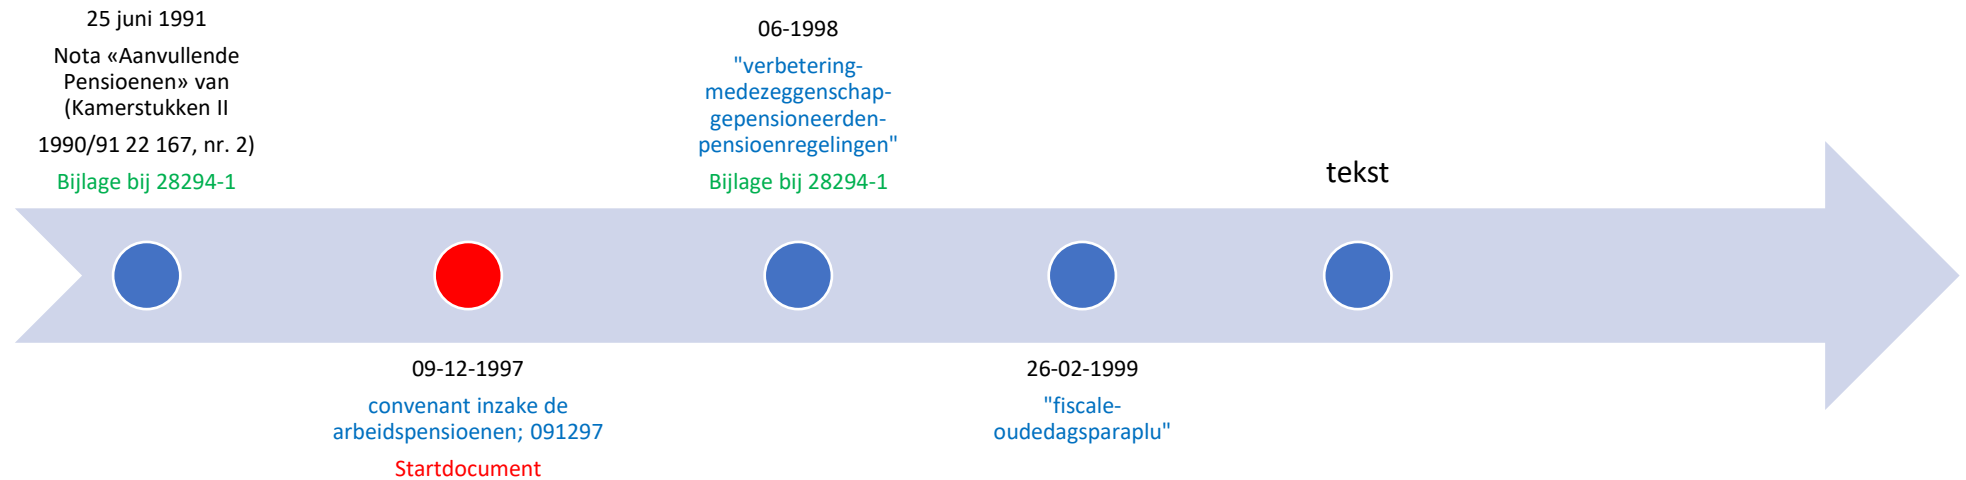 25 juni 1991
Nota «Aanvullende
Pensioenen» van
(Kamerstukken II
1990/91 22 167, nr. 2)
Bijlage bij 28294-1
09-12-1997
convenant inzake de
arbeidspensioenen; 091297
Startdocument
06-1998
"verbetering-
medezeggenschap-
gepensioneerden-
pensioenregelingen"
Bijlage bij 28294-1
26-02-1999
"fiscale-
oudedagsparaplu"
tekst